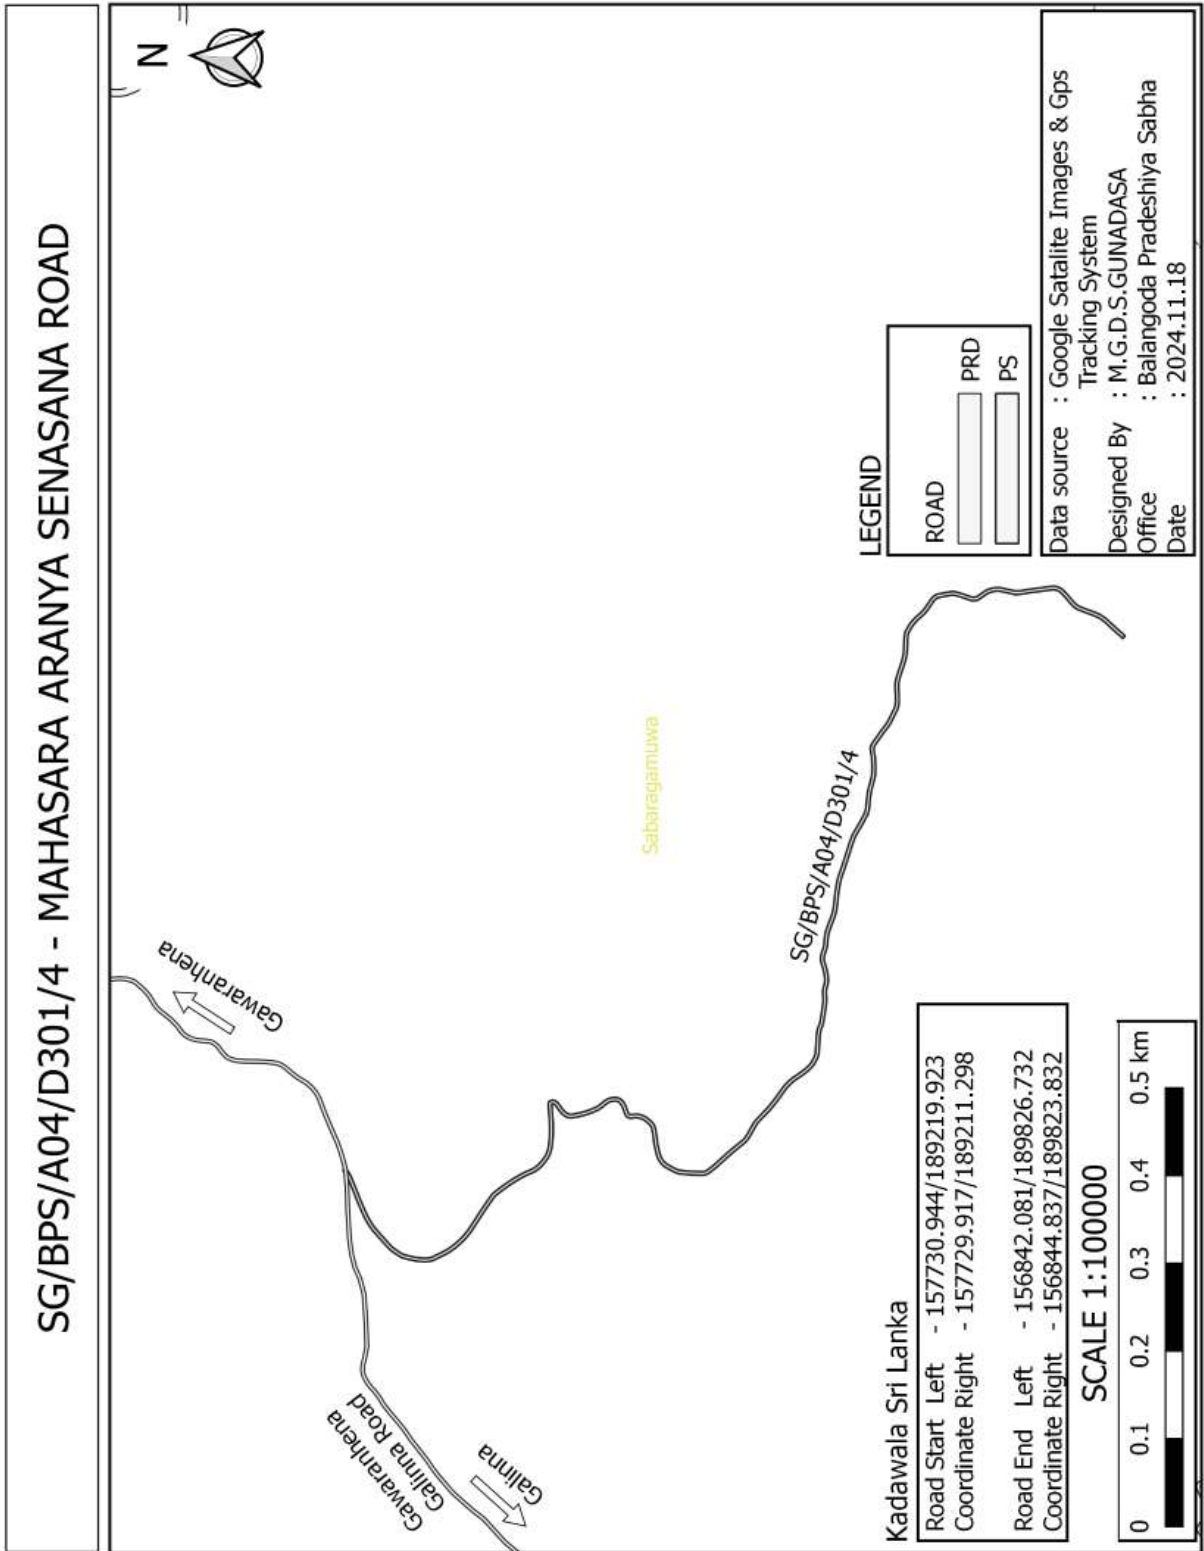 SG/BPS/A04/D301/4 - MAHASARA ARANYA SENASANA ROAD
N
Gawaranhena
Gawaranhena
Galinna Road
Galinna
Sabaragamuwa
SG/BPS/A04/D301/4
Kadawala Sri Lanka
Road Start Left - 157730.944/189219.923
Coordinate Right - 157729.917/189211.298
Road End Left - 156842.081/189826.732
Coordinate Right - 156844.837/189823.832
SCALE 1:100000
0 0.1 0.2 0.3 0.4 0.5 km
LEGEND
ROAD
PRD
PS
Data source : Google Satalite Images & Gps
Tracking System
Designed By : M.G.D.S.GUNADASA
Office : Balangoda Pradeshiya Sabha
Date : 2024.11.18